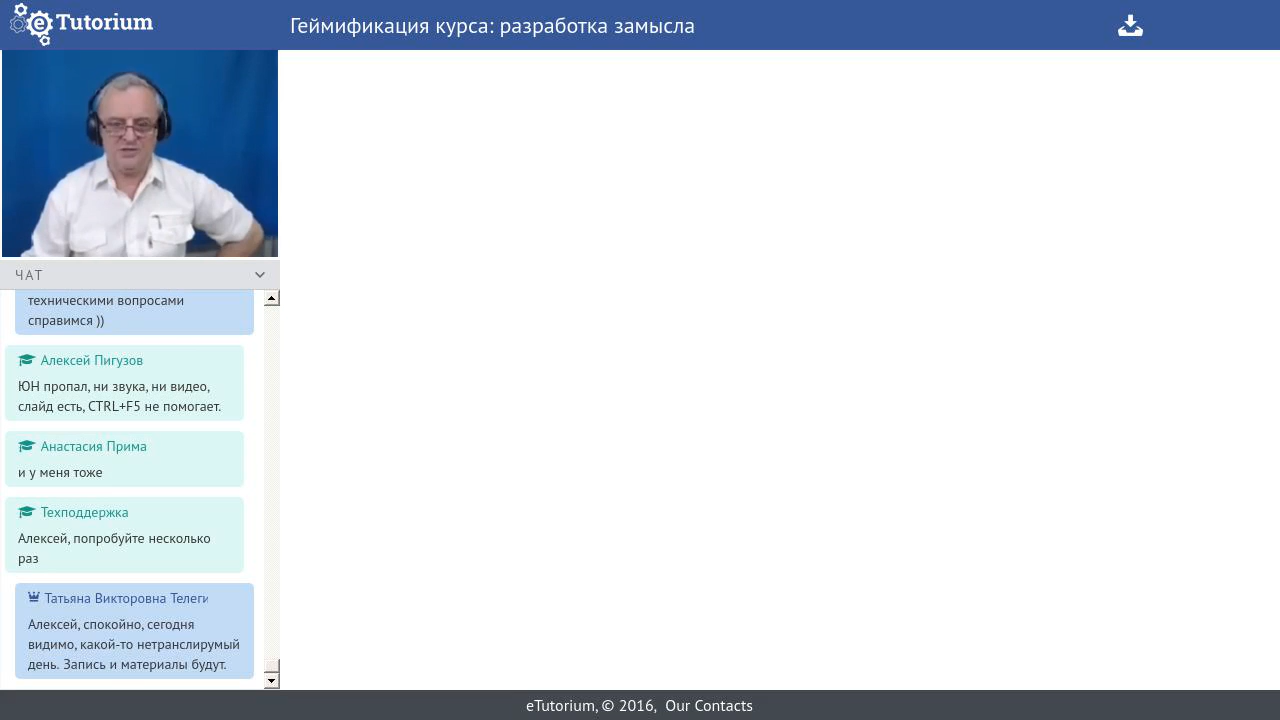 eTutorium
Геймификация курса: разработка замысла
ЧАТ
техническими вопросами
справимся ))
Алексей Пигузов
ЮН пропал, ни звука, ни видео,
слайд есть, CTRL+F5 не помогает.
Анастасия Прима
и у меня тоже
Техподдержка
Алексей, попробуйте несколько
раз
Татьяна Викторовна Телеги
Алексей, спокойно, сегодня
видимо, какой-то нетранслирумый
день. Запись и материалы будут.
eTutorium, © 2016, Our Contacts